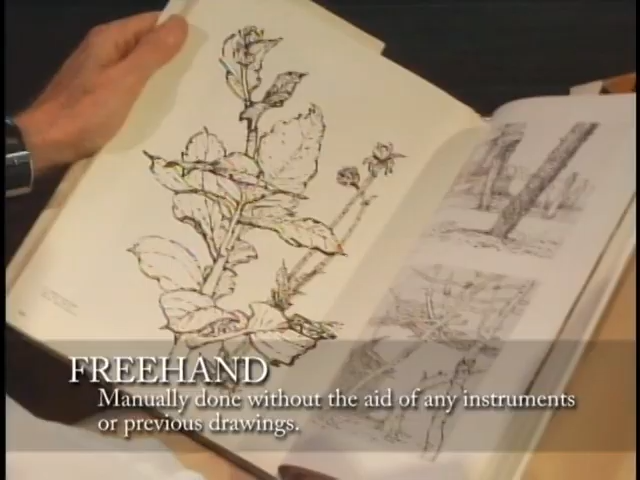 FREEHAND
Manually done without the aid of any instruments
or previous drawings.